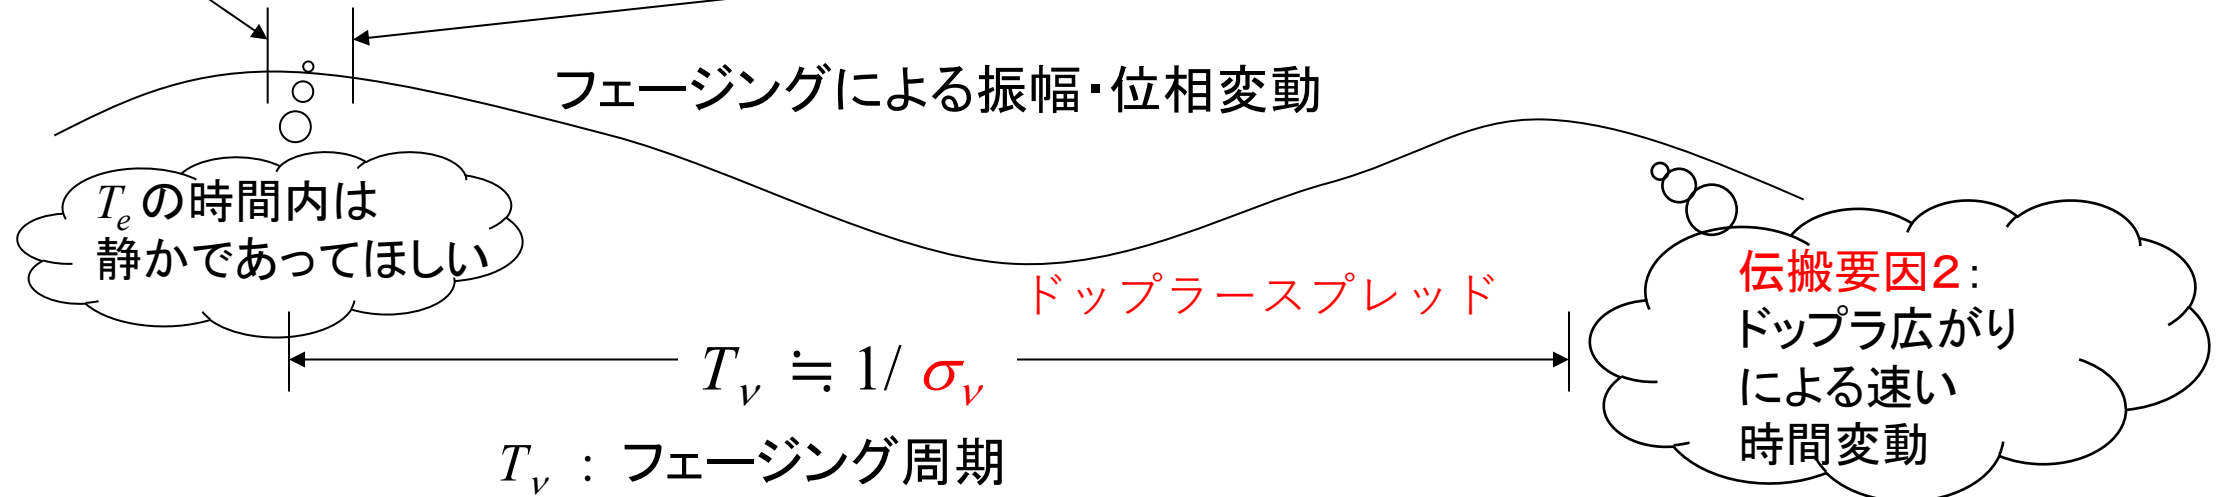 フェージングによる振幅・位相変動
T_e の時間内は
静かであってほしい
ドップラースプレッド
伝搬要因2:
ドップラ広がり
による速い
時間変動
T_ν ≒ 1/ σ_ν
T_ν : フェージング周期